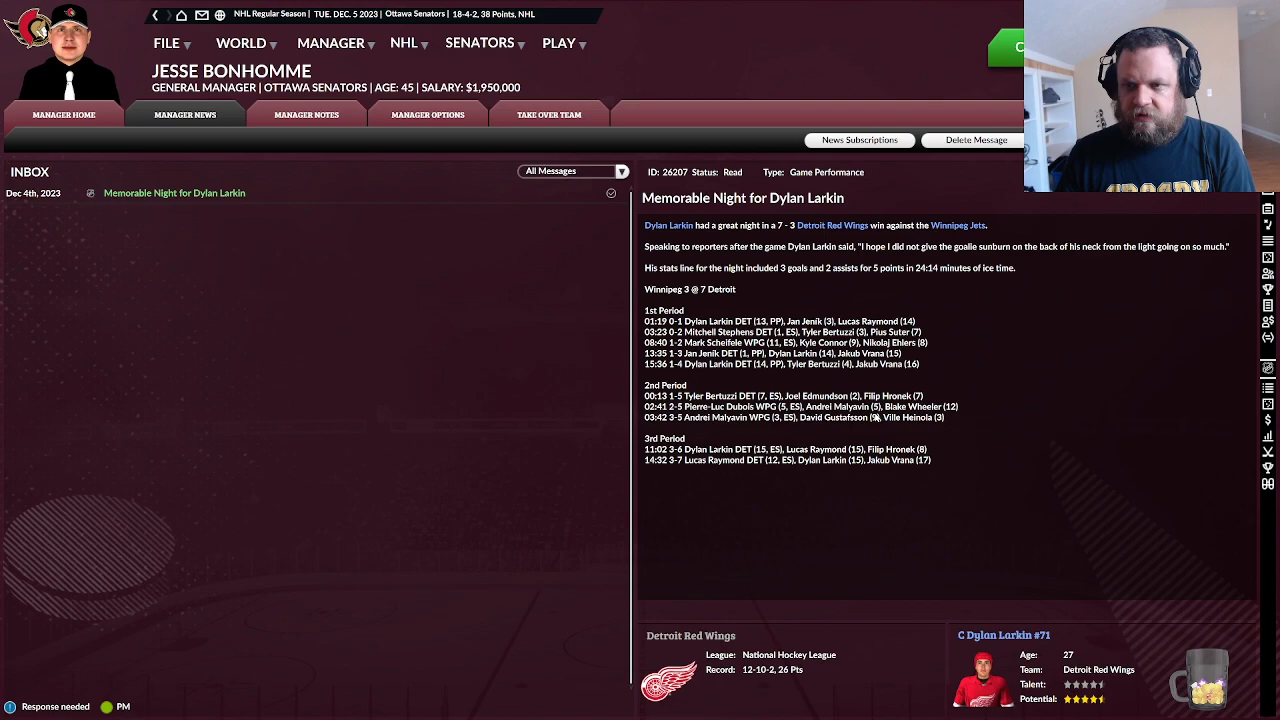 NHL Regular Season | TUE. DEC. 5 2023 | Ottawa Senators | 18-4-2, 38 Points, NHL
FILE WORLD MANAGER NHL SENATORS PLAY
JESSE BONHOMME
GENERAL MANAGER | OTTAWA SENATORS | AGE: 45 | SALARY: $1,950,000
MANAGER HOME MANAGER NEWS MANAGER NOTES MANAGER OPTIONS TAKE OVER TEAM
News Subscriptions Delete Message
INBOX All Messages
Dec 4th, 2023 Memorable Night for Dylan Larkin
ID: 26207 Status: Read Type: Game Performance
Memorable Night for Dylan Larkin
Dylan Larkin had a great night in a 7 - 3 Detroit Red Wings win against the Winnipeg Jets.
Speaking to reporters after the game Dylan Larkin said, "I hope I did not give the goalie sunburn on the back of his neck from the light going on so much."
His stats line for the night included 3 goals and 2 assists for 5 points in 24:14 minutes of ice time.
Winnipeg 3 @ 7 Detroit
1st Period
01:19 0-1 Dylan Larkin DET (13, PP), Jan Jeník (3), Lucas Raymond (14)
03:23 0-2 Mitchell Stephens DET (1, ES), Tyler Bertuzzi (3), Pius Suter (7)
08:40 1-2 Mark Scheifele WPG (11, ES), Kyle Connor (9), Nikolaj Ehlers (8)
13:35 1-3 Jan Jeník DET (1, PP), Dylan Larkin (14), Jakub Vrana (15)
15:36 1-4 Dylan Larkin DET (14, PP), Tyler Bertuzzi (4), Jakub Vrana (16)
2nd Period
00:13 1-5 Tyler Bertuzzi DET (7, ES), Joel Edmundson (2), Filip Hronek (7)
02:41 2-5 Pierre-Luc Dubois WPG (5, ES), Andrei Malyavin (5), Blake Wheeler (12)
03:42 3-5 Andrei Malyavin WPG (3, ES), David Gustafsson Ville Heinola (3)
3rd Period
11:02 3-6 Dylan Larkin DET (15, ES), Lucas Raymond (15), Filip Hronek (8)
14:32 3-7 Lucas Raymond DET (12, ES), Dylan Larkin (15), Jakub Vrana (17)
Detroit Red Wings
League: National Hockey League
Record: 12-10-2, 26 Pts
C Dylan Larkin #71
Age: 27
Team: Detroit Red Wings
Talent:
Potential:
Response needed PM